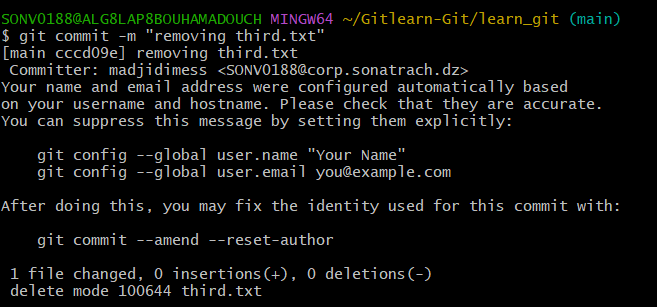 SONV0188@ALG8LAP8BOUHAMADOUCH MINGW64 ~/Gitlearn-Git/learn_git (main)
$ git commit -m "removing third.txt"
[main cccd09e] removing third.txt
 Committer: madjidimess <SONV0188@corp.sonatrach.dz>
Your name and email address were configured automatically based
on your username and hostname. Please check that they are accurate.
You can suppress this message by setting them explicitly:

    git config --global user.name "Your Name"
    git config --global user.email you@example.com

After doing this, you may fix the identity used for this commit with:

    git commit --amend --reset-author

 1 file changed, 0 insertions(+), 0 deletions(-)
 delete mode 100644 third.txt